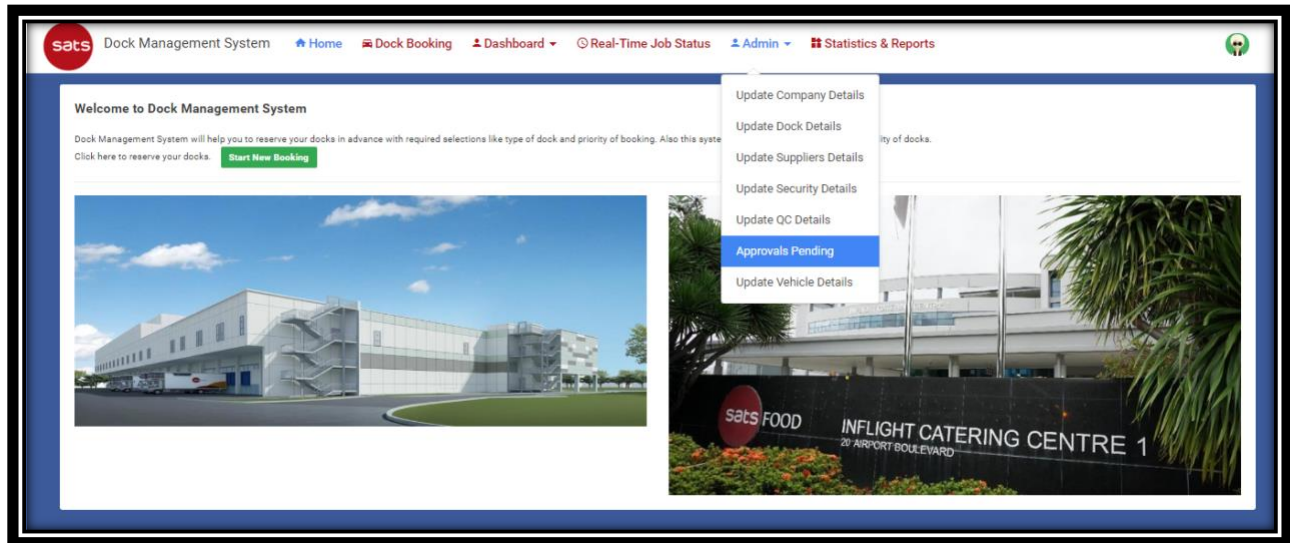 sats Dock Management System Home Dock Booking Dashboard Real-Time Job Status Admin Statistics & Reports
Update Company Details
Update Dock Details
Update Suppliers Details
Update Security Details
Update QC Details
Approvals Pending
Update Vehicle Details
Welcome to Dock Management System
Dock Management System will help you to reserve your docks in advance with required selections like type of dock and priority of booking. Also this syste ity of docks.
Click here to reserve your docks. Start New Booking
sats FOOD INFLIGHT CATERING CENTRE 1
20 AIRPORT BOULEVARD